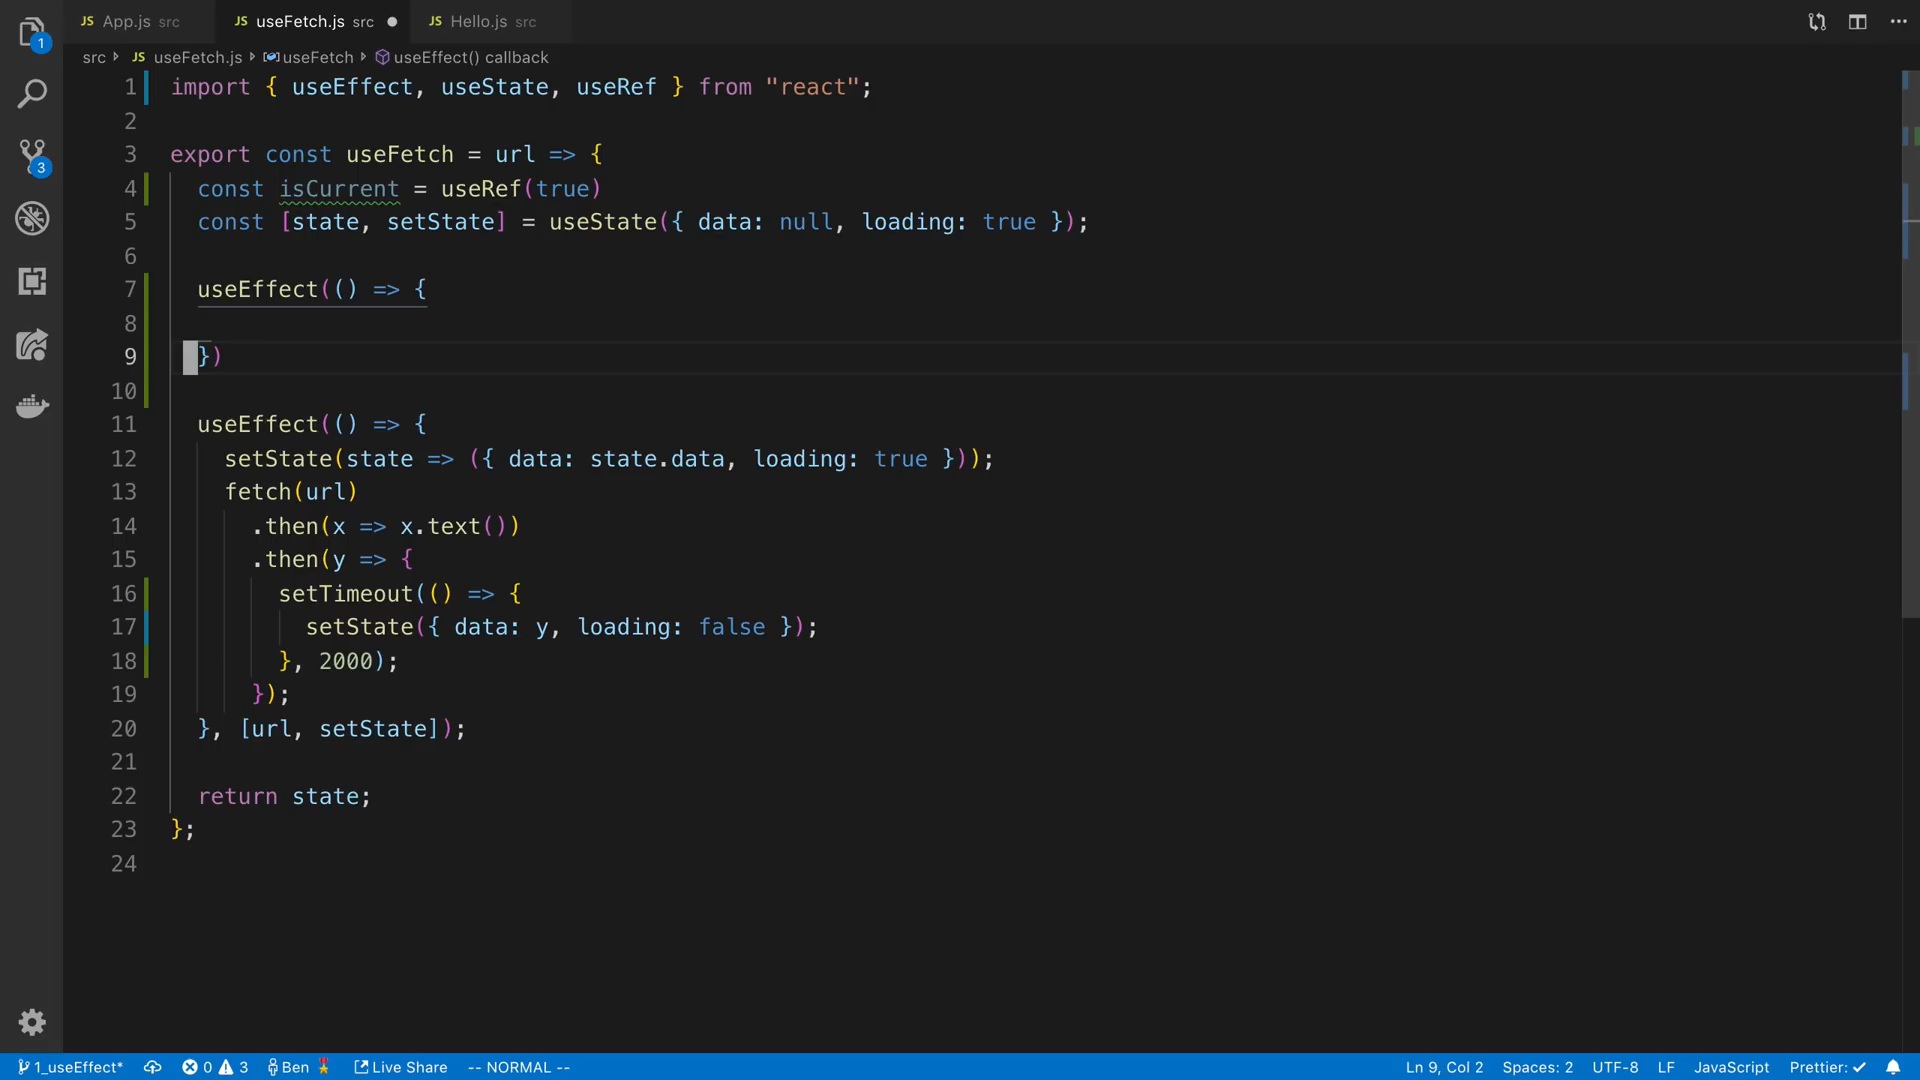 JS App.js src JS useFetch.js src JS Hello.js src
src JS useFetch.js useFetch useEffect() callback
1 import { useEffect, useState, useRef } from "react";
2
3 export const useFetch = url => {
4 const isCurrent = useRef(true)
5 const [state, setState] = useState({ data: null, loading: true });
6
7 useEffect(() => {
8
9 })
10
11 useEffect(() => {
12 setState(state => ({ data: state.data, loading: true }));
13 fetch(url)
14 .then(x => x.text())
15 .then(y => {
16 setTimeout(() => {
17 setState({ data: y, loading: false });
18 }, 2000);
19 });
20 }, [url, setState]);
21
22 return state;
23 };
24
1
3
1_useEffect* 0 3 Ben Live Share -- NORMAL -- Ln 9, Col 2 Spaces: 2 UTF-8 LF JavaScript Prettier: ✓